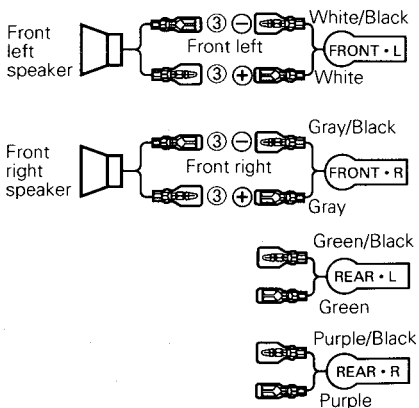 White/Black
Front
left
speaker
③ ⊖
Front left
③ ⊕
FRONT • L
White
Gray/Black
Front
right
speaker
③ ⊖
Front right
③ ⊕
FRONT • R
Gray
Green/Black
REAR • L
Green
Purple/Black
REAR • R
Purple